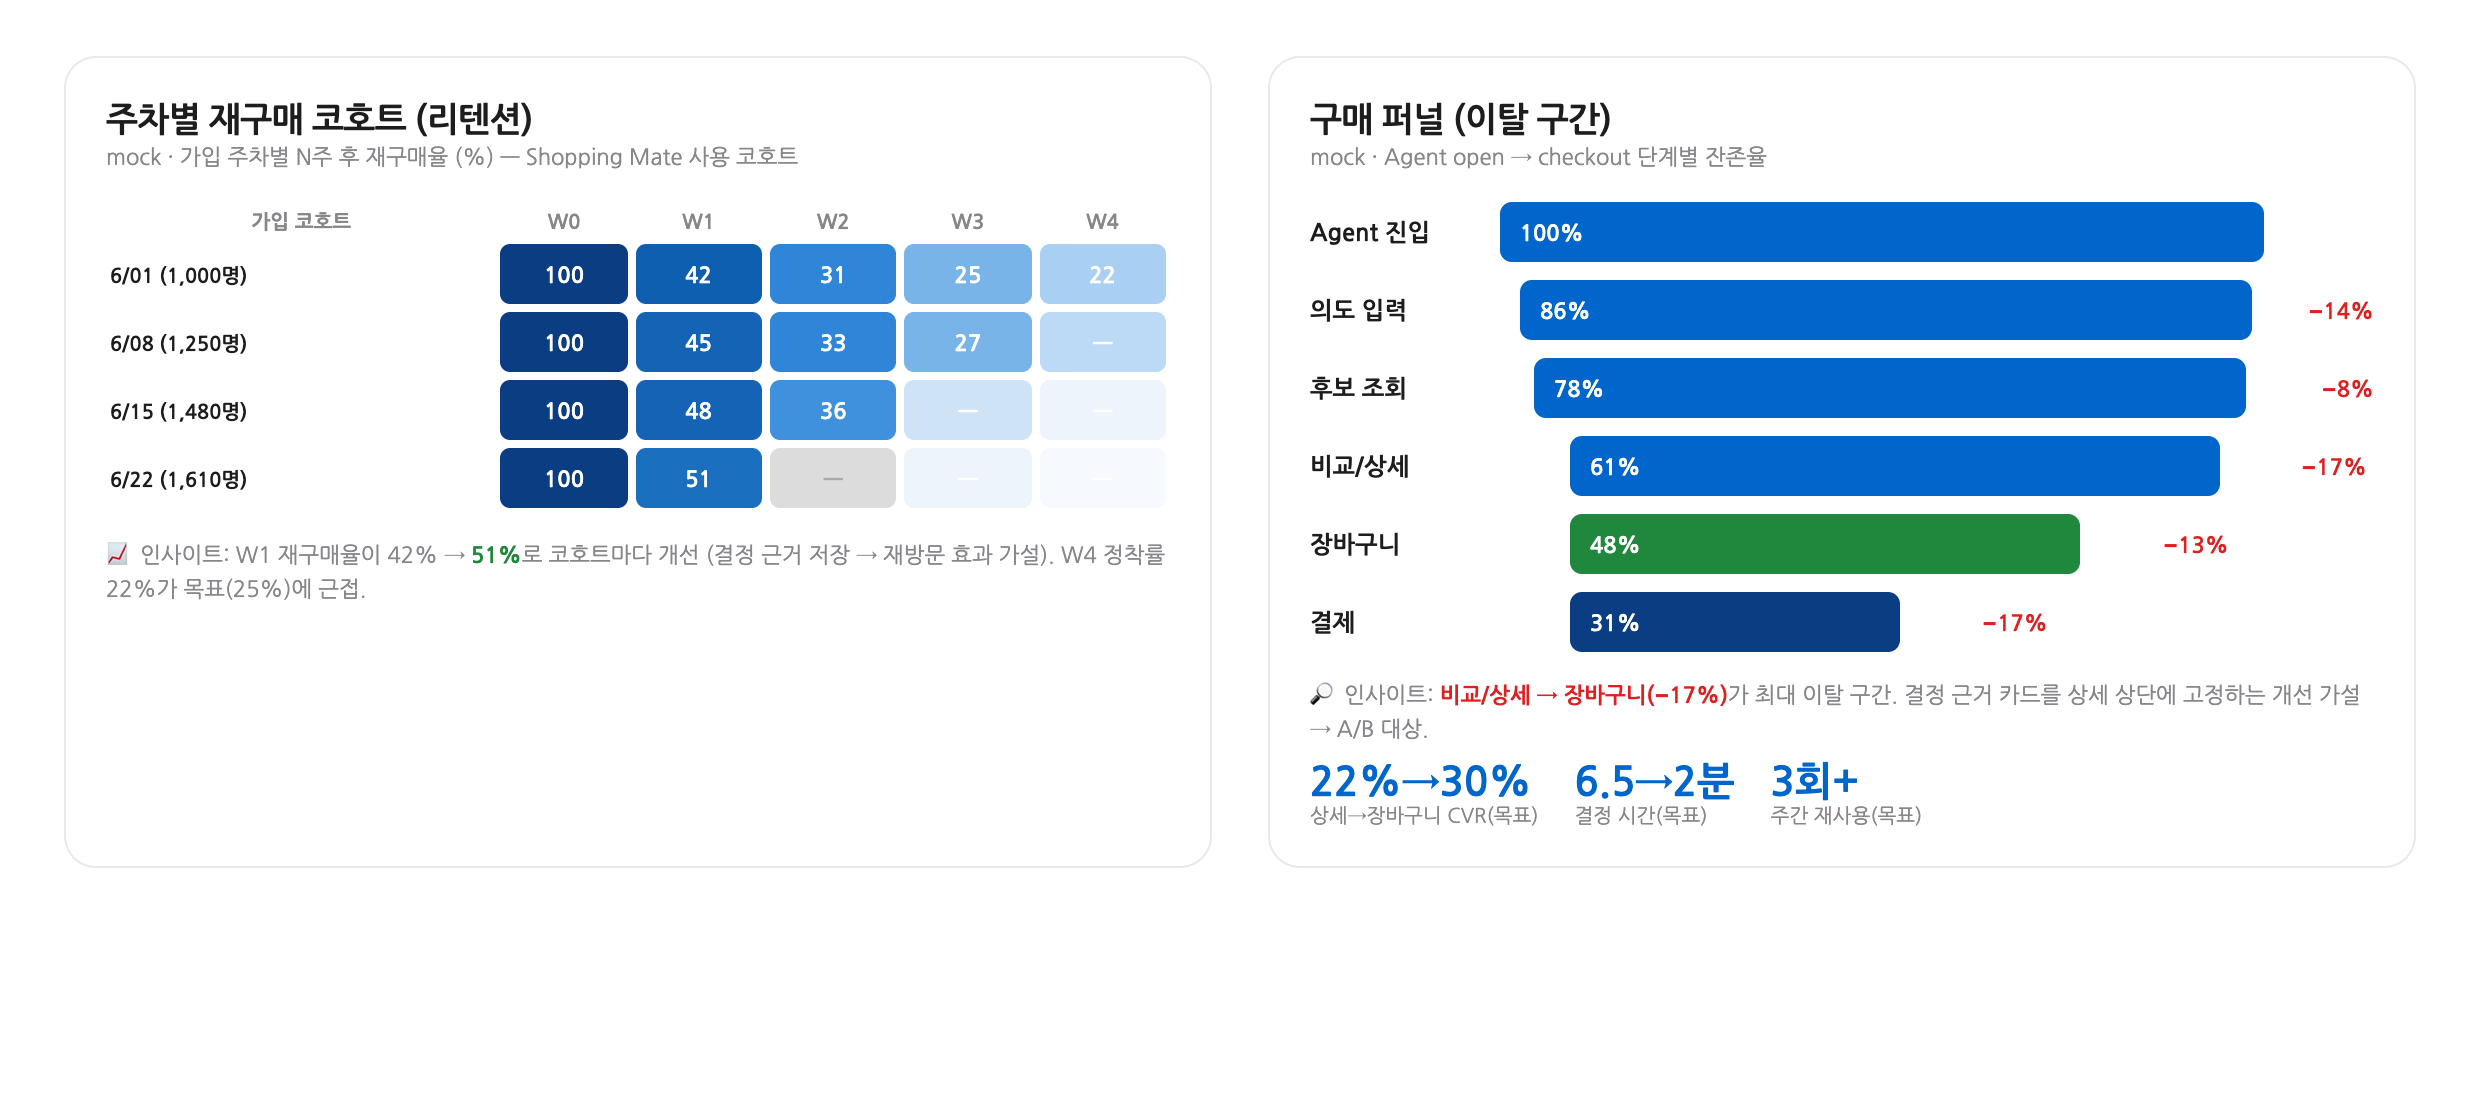 주차별 재구매 코호트 (리텐션)
mock · 가입 주차별 N주 후 재구매율 (%) — Shopping Mate 사용 코호트
가입 코호트 W0 W1 W2 W3 W4
6/01 (1,000명) 100 42 31 25 22
6/08 (1,250명) 100 45 33 27 —
6/15 (1,480명) 100 48 36 — —
6/22 (1,610명) 100 51 — — —
📈 인사이트: W1 재구매율이 42% → 51%로 코호트마다 개선 (결정 근거 저장 → 재방문 효과 가설). W4 정착률
22%가 목표(25%)에 근접.
구매 퍼널 (이탈 구간)
mock · Agent open → checkout 단계별 잔존율
Agent 진입 100%
의도 입력 86% −14%
후보 조회 78% −8%
비교/상세 61% −17%
장바구니 48% −13%
결제 31% −17%
🔎 인사이트: 비교/상세 → 장바구니(−17%)가 최대 이탈 구간. 결정 근거 카드를 상세 상단에 고정하는 개선 가설
→ A/B 대상.
22%→30% 6.5→2분 3회+
상세→장바구니 CVR(목표) 결정 시간(목표) 주간 재사용(목표)